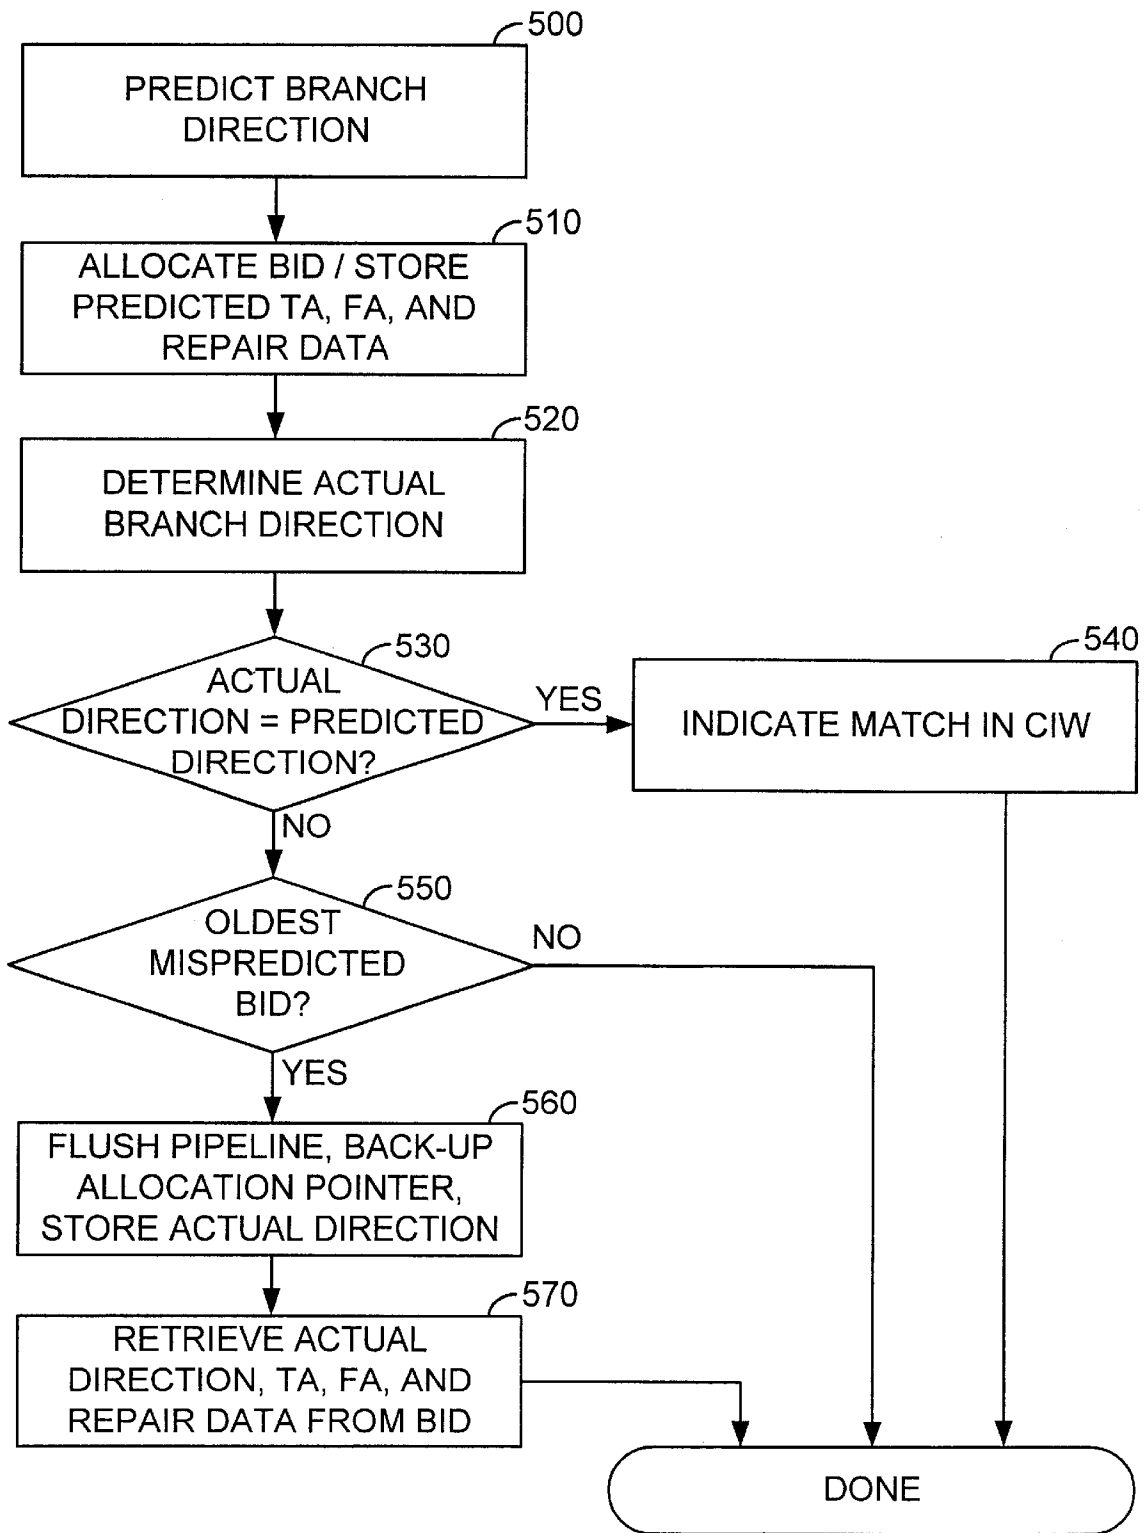 500
PREDICT BRANCH
DIRECTION
510
ALLOCATE BID / STORE
PREDICTED TA, FA, AND
REPAIR DATA
520
DETERMINE ACTUAL
BRANCH DIRECTION
530
ACTUAL
DIRECTION = PREDICTED
DIRECTION?
YES
540
INDICATE MATCH IN CIW
NO
550
OLDEST
MISPREDICTED
BID?
NO
YES
560
FLUSH PIPELINE, BACK-UP
ALLOCATION POINTER,
STORE ACTUAL DIRECTION
570
RETRIEVE ACTUAL
DIRECTION, TA, FA, AND
REPAIR DATA FROM BID
DONE